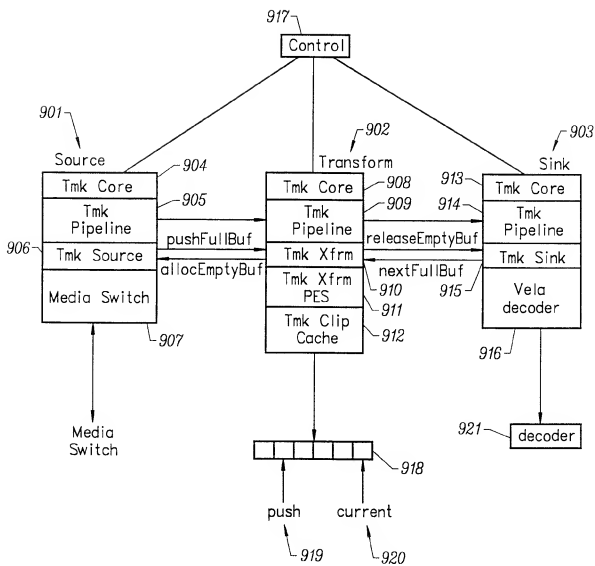 917
Control
901
902
903
Source
904
Transform
Sink
Tmk Core
905
Tmk Core
908
913
Tmk Core
Tmk
Pipeline
Tmk
Pipeline
909
914
Tmk
Pipeline
906
pushFullBuf
releaseEmptyBuf
Tmk Source
allocEmptyBuf
Tmk Xfrm
nextFullBuf
Tmk Sink
910
915
Media Switch
Tmk Xfrm
PES
911
Vela
decoder
907
Tmk Clip
Cache
912
916
Media
Switch
921
decoder
918
push
current
919
920